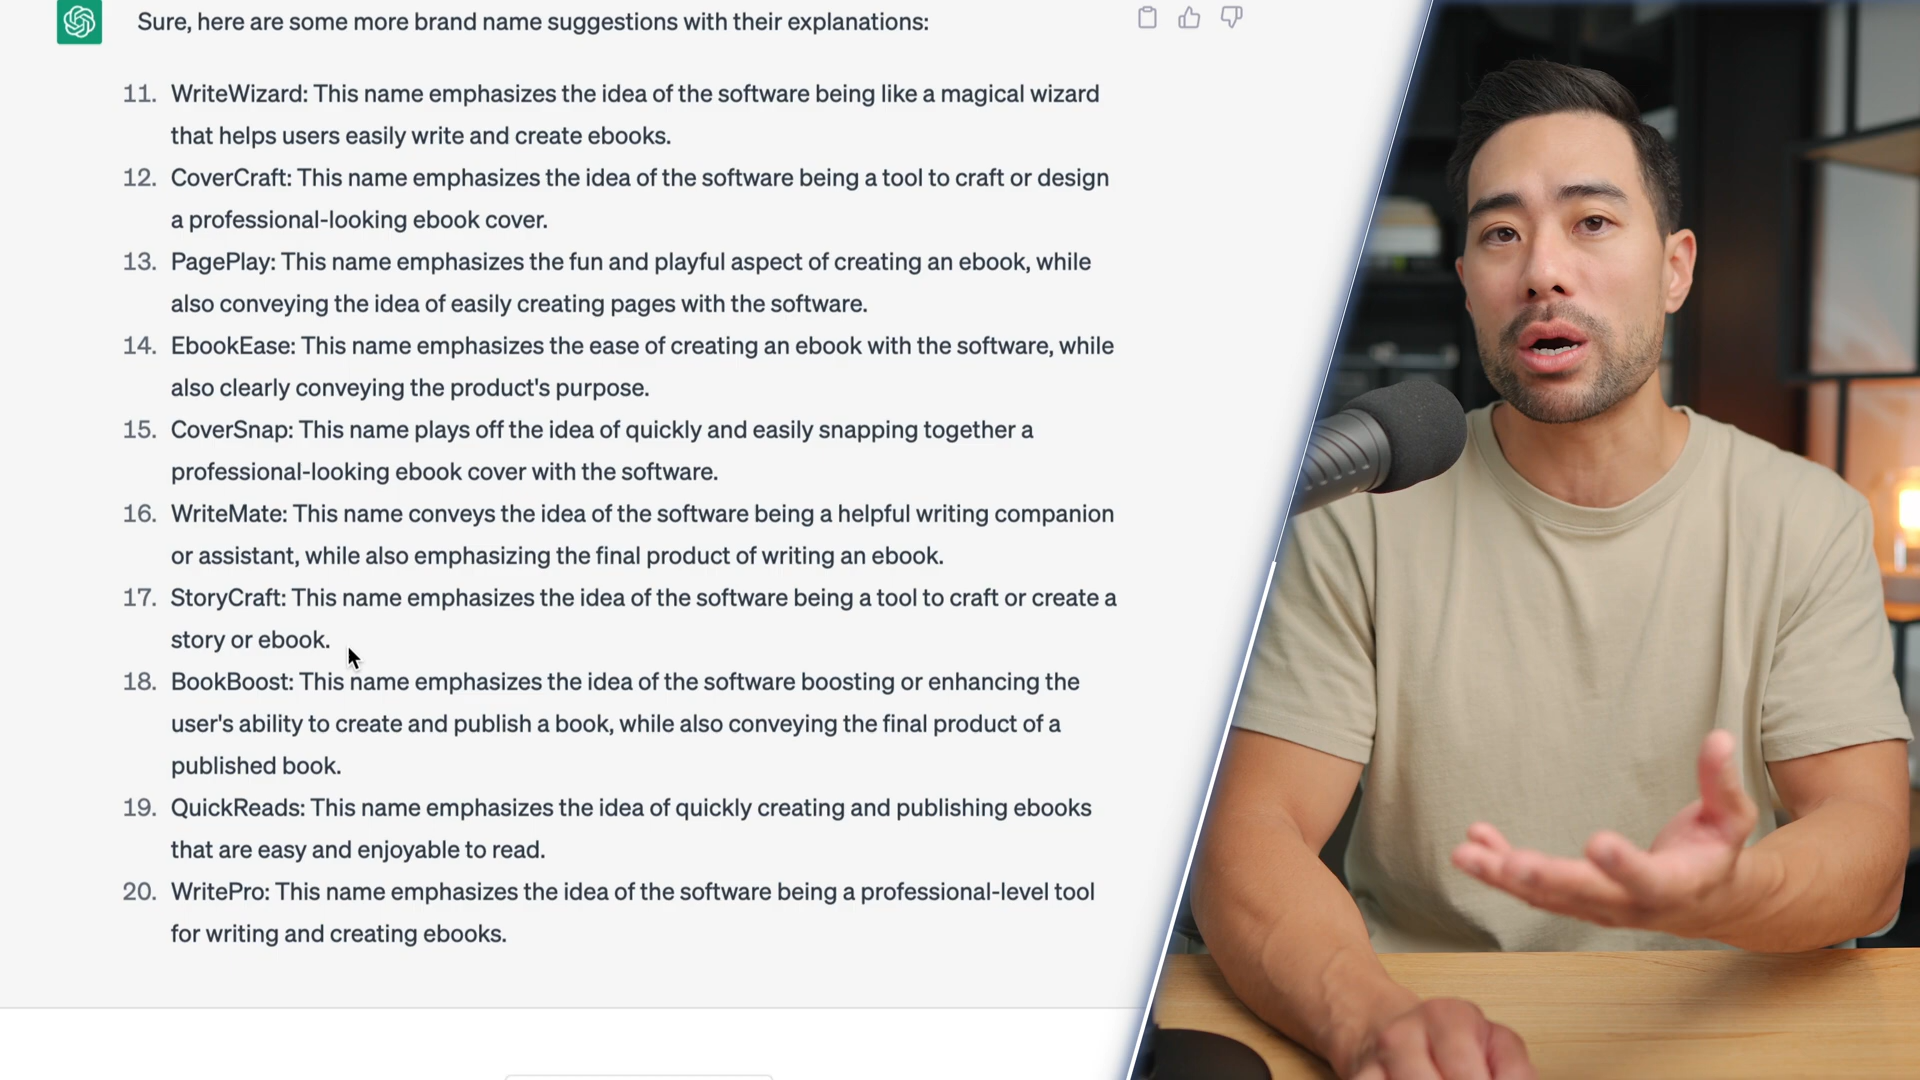 Sure, here are some more brand name suggestions with their explanations:
11. WriteWizard: This name emphasizes the idea of the software being like a magical wizard
that helps users easily write and create ebooks.
12. CoverCraft: This name emphasizes the idea of the software being a tool to craft or design
a professional-looking ebook cover.
13. PagePlay: This name emphasizes the fun and playful aspect of creating an ebook, while
also conveying the idea of easily creating pages with the software.
14. EbookEase: This name emphasizes the ease of creating an ebook with the software, while
also clearly conveying the product's purpose.
15. CoverSnap: This name plays off the idea of quickly and easily snapping together a
professional-looking ebook cover with the software.
16. WriteMate: This name conveys the idea of the software being a helpful writing companion
or assistant, while also emphasizing the final product of writing an ebook.
17. StoryCraft: This name emphasizes the idea of the software being a tool to craft or create a
story or ebook.
18. BookBoost: This name emphasizes the idea of the software boosting or enhancing the
user's ability to create and publish a book, while also conveying the final product of a
published book.
19. QuickReads: This name emphasizes the idea of quickly creating and publishing ebooks
that are easy and enjoyable to read.
20. WritePro: This name emphasizes the idea of the software being a professional-level tool
for writing and creating ebooks.